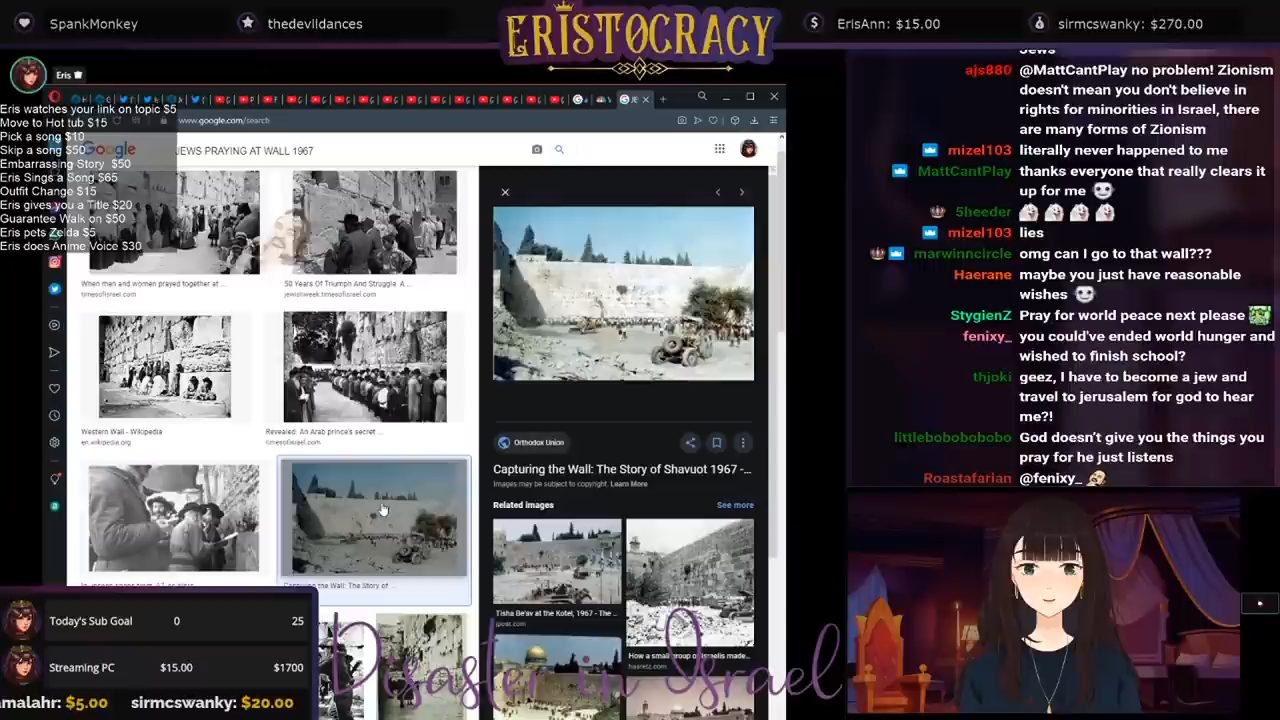 SpankMonkey
thedevildances
ERISTOCRACY
ErisAnn: $15.00
sirmcswanky: $270.00
Eris
Eris watches your link on topic $5
Move to Hot tub $15
Pick a song $10
Skip a song $50
Embarrassing Story $50
Eris Sings a Song $65
Outfit Change $15
Eris gives you a Title $20
Guarantee Walk on $50
Eris pets Zelda $5
Eris does Anime Voice $30
www.google.com/search
Google
JEWS PRAYING AT WALL 1967
When men and women prayed together at ...
timesofisrael.com
50 Years Of Triumph And Struggle A...
jewishweek.timesofisrael.com
Western Wall - Wikipedia
en.wikipedia.org
Revealed: An Arab prince's secret ...
timesofisrael.com
Capturing the Wall: The Story of ...
Orthodox Union
Capturing the Wall: The Story of Shavuot 1967 -...
Images may be subject to copyright. Learn More
Related images
See more
Tisha Be'av at the Kotel, 1967 - The ...
jpost.com
How a small group of Israelis made...
haaretz.com
Jews
ajs880 @MattCantPlay no problem! Zionism
doesn't mean you don't believe in
rights for minorities in Israel, there
are many forms of Zionism
mizel103 literally never happened to me
MattCantPlay thanks everyone that really clears it
up for me
5heeder
mizel103 lies
marwinncircle omg can I go to that wall???
Haerane maybe you just have reasonable
wishes
StygienZ Pray for world peace next please
fenixy_ you could've ended world hunger and
wished to finish school?
thjoki geez, I have to become a jew and
travel to jerusalem for god to hear
me?!
littlebobobobobo God doesn't give you the things you
pray for he just listens
Roastafarian @fenixy_
Today's Sub Goal 0 25
Streaming PC $15.00 $1700
amalahr: $5.00 sirmcswanky: $20.00
Disaster in Israel